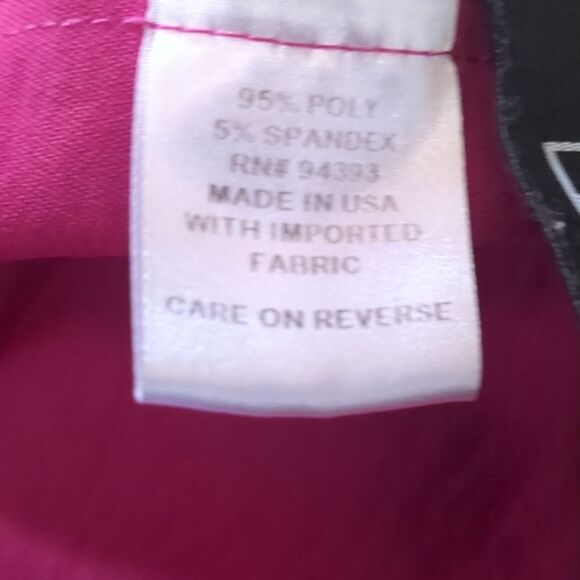 95% POLY
5% SPANDEX
RN# 94393
MADE IN USA
WITH IMPORTED
FABRIC
CARE ON REVERSE